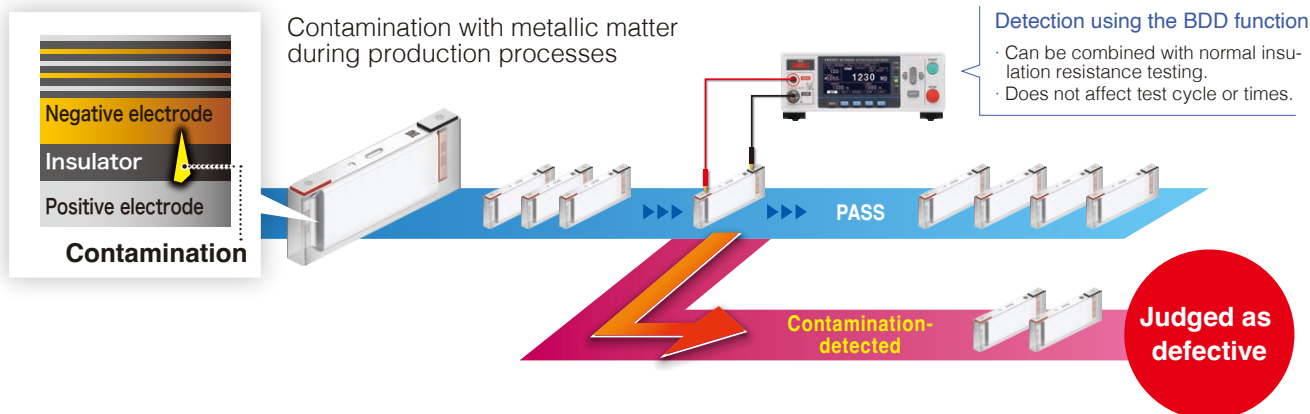 Contamination with metallic matter
during production processes
Negative electrode
Insulator
Positive electrode
Contamination
Detection using the BDD function
· Can be combined with normal insu-
lation resistance testing.
· Does not affect test cycle or times.
1230
PASS
Contamination-
detected
Judged as
defective